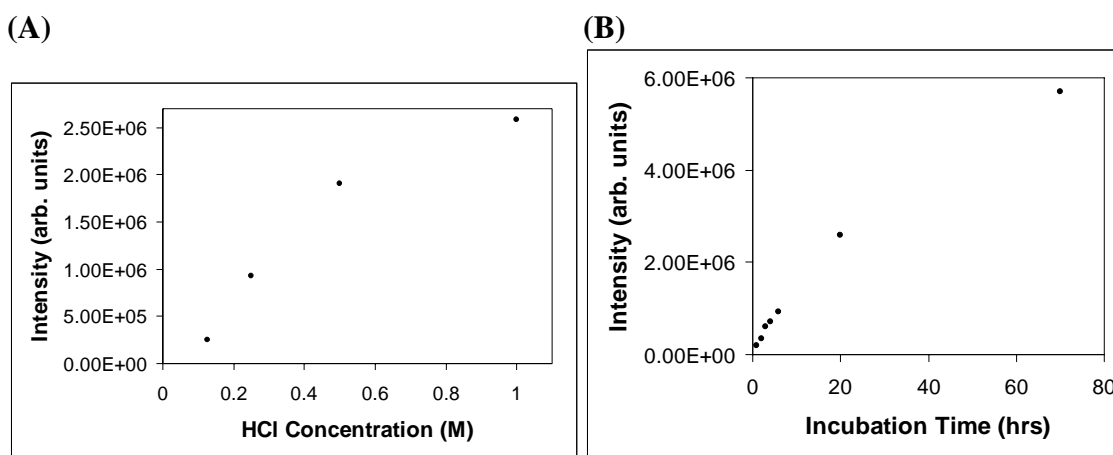 (A)
Intensity (arb. units)
2.50E+06
2.00E+06
1.50E+06
1.00E+06
5.00E+05
0.00E+00
0 0.2 0.4 0.6 0.8 1
HCl Concentration (M)
(B)
Intensity (arb. units)
6.00E+06
4.00E+06
2.00E+06
0.00E+00
0 20 40 60 80
Incubation Time (hrs)